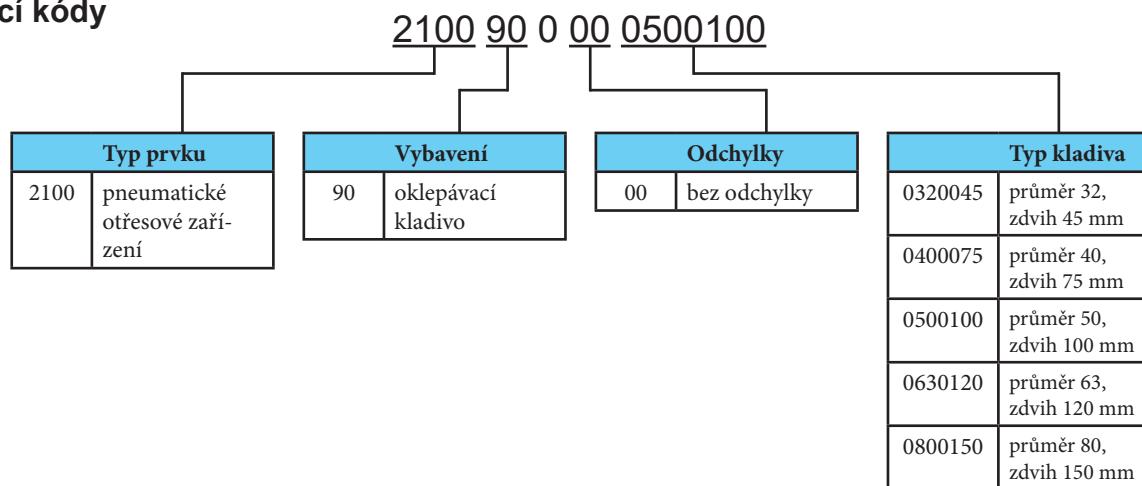 cí kódy
2100 90 0 00 0500100
Typ prvku
2100 pneumatické
otřesové zaří-
zení
Vybavení
90 oklepávací
kladivo
Odchylky
00 bez odchylky
Typ kladiva
0320045 průměr 32,
zdvih 45 mm
0400075 průměr 40,
zdvih 75 mm
0500100 průměr 50,
zdvih 100 mm
0630120 průměr 63,
zdvih 120 mm
0800150 průměr 80,
zdvih 150 mm